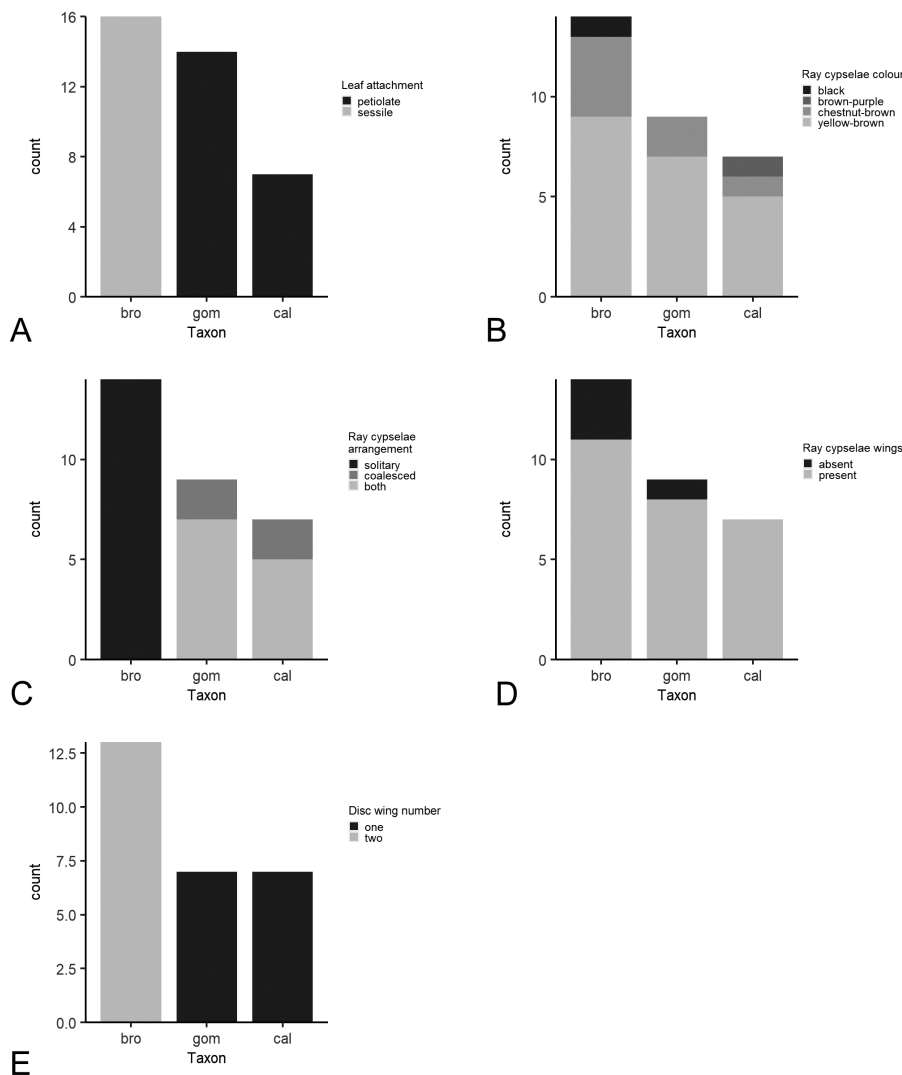 16
12
8
4
0
count
bro gom cal
Taxon
Leaf attachment
petiolate
sessile
A
10
5
0
count
bro gom cal
Taxon
Ray cypselae colour
black
brown-purple
chestnut-brown
yellow-brown
B
10
5
0
count
bro gom cal
Taxon
Ray cypselae
arrangement
solitary
coalesced
both
C
10
5
0
count
bro gom cal
Taxon
Ray cypselae wings
absent
present
D
12.5
10.0
7.5
5.0
2.5
0.0
count
bro gom cal
Taxon
Disc wing number
one
two
E